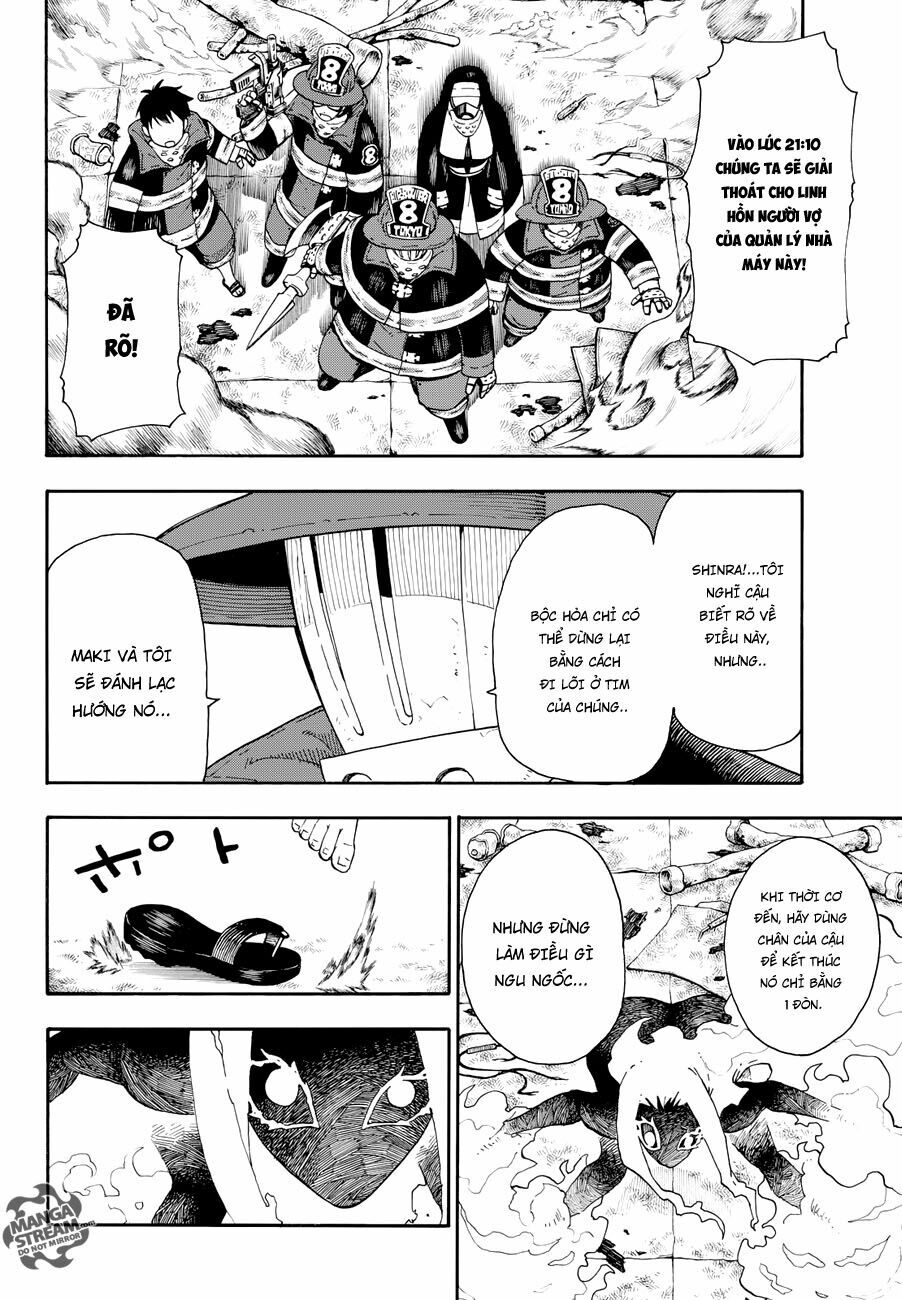 VÀO LÚC 21:10
CHÚNG TA SẼ GIẢI
THOÁT CHO LINH
HỒN NGƯỜI VỢ
CỦA QUẢN LÝ NHÀ
MÁY NÀY!
8
8
8
TOKYO
8
ĐÃ
RÕ!
SHINRA!...TÔI
NGHĨ CẬU
BIẾT RÕ VỀ
ĐIỀU NÀY,
NHƯNG..
BỘC HỎA CHỈ CÓ
THỂ DỪNG LẠI
BẰNG CÁCH
ĐI LÕI Ở TIM
CỦA CHÚNG..
MAKI VÀ TÔI
SẼ ĐÁNH LẠC
HƯỚNG NÓ...
KHI THỜI CƠ
ĐẾN, HÃY DÙNG
CHÂN CỦA CẬU
ĐỂ KẾT THÚC
NÓ CHỈ BẰNG
1 ĐÒN.
NHƯNG ĐỪNG
LÀM ĐIỀU GÌ
NGU NGỐC...
ポト
MANGA
STREAM.com
DO NOT MIRROR!